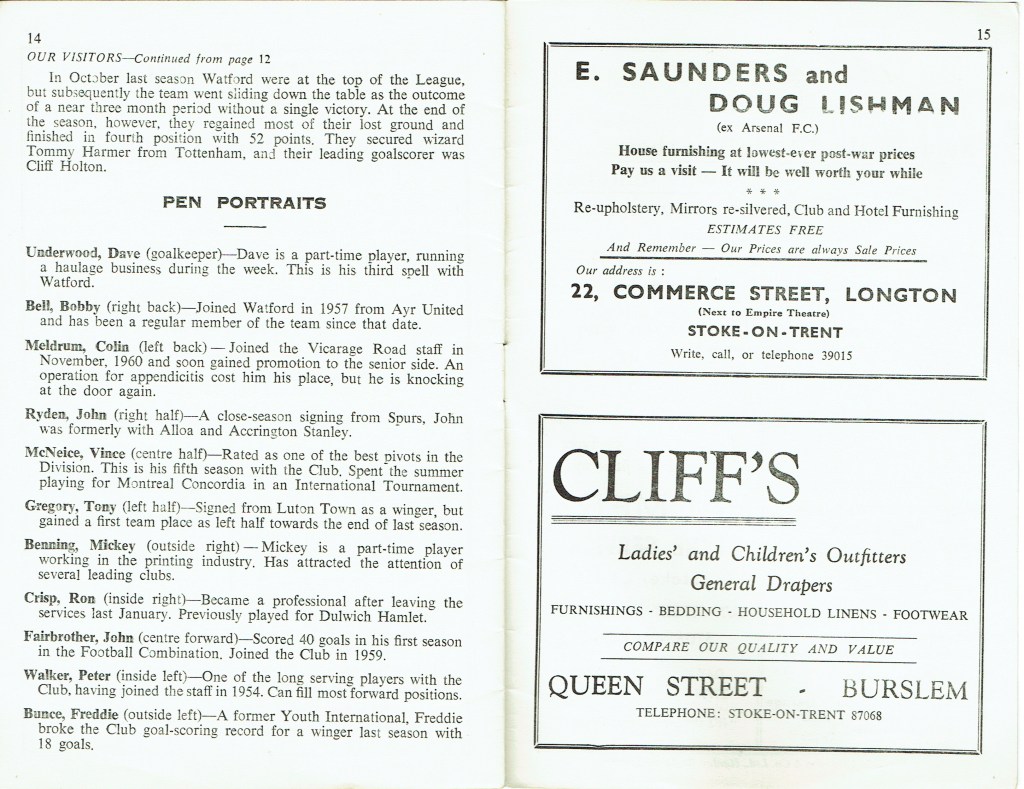 14
OUR VISITORS—Continued from page 12
In October last season Watford were at the top of the League,
but subsequently the team went sliding down the table as the outcome
of a near three month period without a single victory. At the end of
the season, however, they regained most of their lost ground and
finished in fourth position with 52 points. They secured wizard
Tommy Harmer from Tottenham, and their leading goalscorer was
Cliff Holton.
PEN PORTRAITS
Underwood, Dave (goalkeeper)—Dave is a part-time player, running
a haulage business during the week. This is his third spell with
Watford.
Bell, Bobby (right back)—Joined Watford in 1957 from Ayr United
and has been a regular member of the team since that date.
Meldrum, Colin (left back)—Joined the Vicarage Road staff in
November, 1960 and soon gained promotion to the senior side. An
operation for appendicitis cost him his place, but he is knocking
at the door again.
Ryden, John (right half)—A close-season signing from Spurs, John
was formerly with Alloa and Accrington Stanley.
McNeice, Vince (centre half)—Rated as one of the best pivots in the
Division. This is his fifth season with the Club. Spent the summer
playing for Montreal Concordia in an International Tournament.
Gregory, Tony (left half)—Signed from Luton Town as a winger, but
gained a first team place as left half towards the end of last season.
Benning, Mickey (outside right)—Mickey is a part-time player
working in the printing industry. Has attracted the attention of
several leading clubs.
Crisp, Ron (inside right)—Became a professional after leaving the
services last January. Previously played for Dulwich Hamlet.
Fairbrother, John (centre forward)—Scored 40 goals in his first season
in the Football Combination. Joined the Club in 1959.
Walker, Peter (inside left)—One of the long serving players with the
Club, having joined the staff in 1954. Can fill most forward positions.
Bunce, Freddie (outside left)—A former Youth International, Freddie
broke the Club goal-scoring record for a winger last season with
18 goals.
15
E. SAUNDERS and
DOUG LISHMAN
(ex Arsenal F.C.)
House furnishing at lowest-ever post-war prices
Pay us a visit — It will be well worth your while
* * *
Re-upholstery, Mirrors re-silvered, Club and Hotel Furnishing
ESTIMATES FREE
And Remember — Our Prices are always Sale Prices
Our address is :
22, COMMERCE STREET, LONGTON
(Next to Empire Theatre)
STOKE-ON-TRENT
Write, call, or telephone 39015
CLIFF'S
Ladies' and Children's Outfitters
General Drapers
FURNISHINGS - BEDDING - HOUSEHOLD LINENS - FOOTWEAR
COMPARE OUR QUALITY AND VALUE
QUEEN STREET - BURSLEM
TELEPHONE: STOKE-ON-TRENT 87068